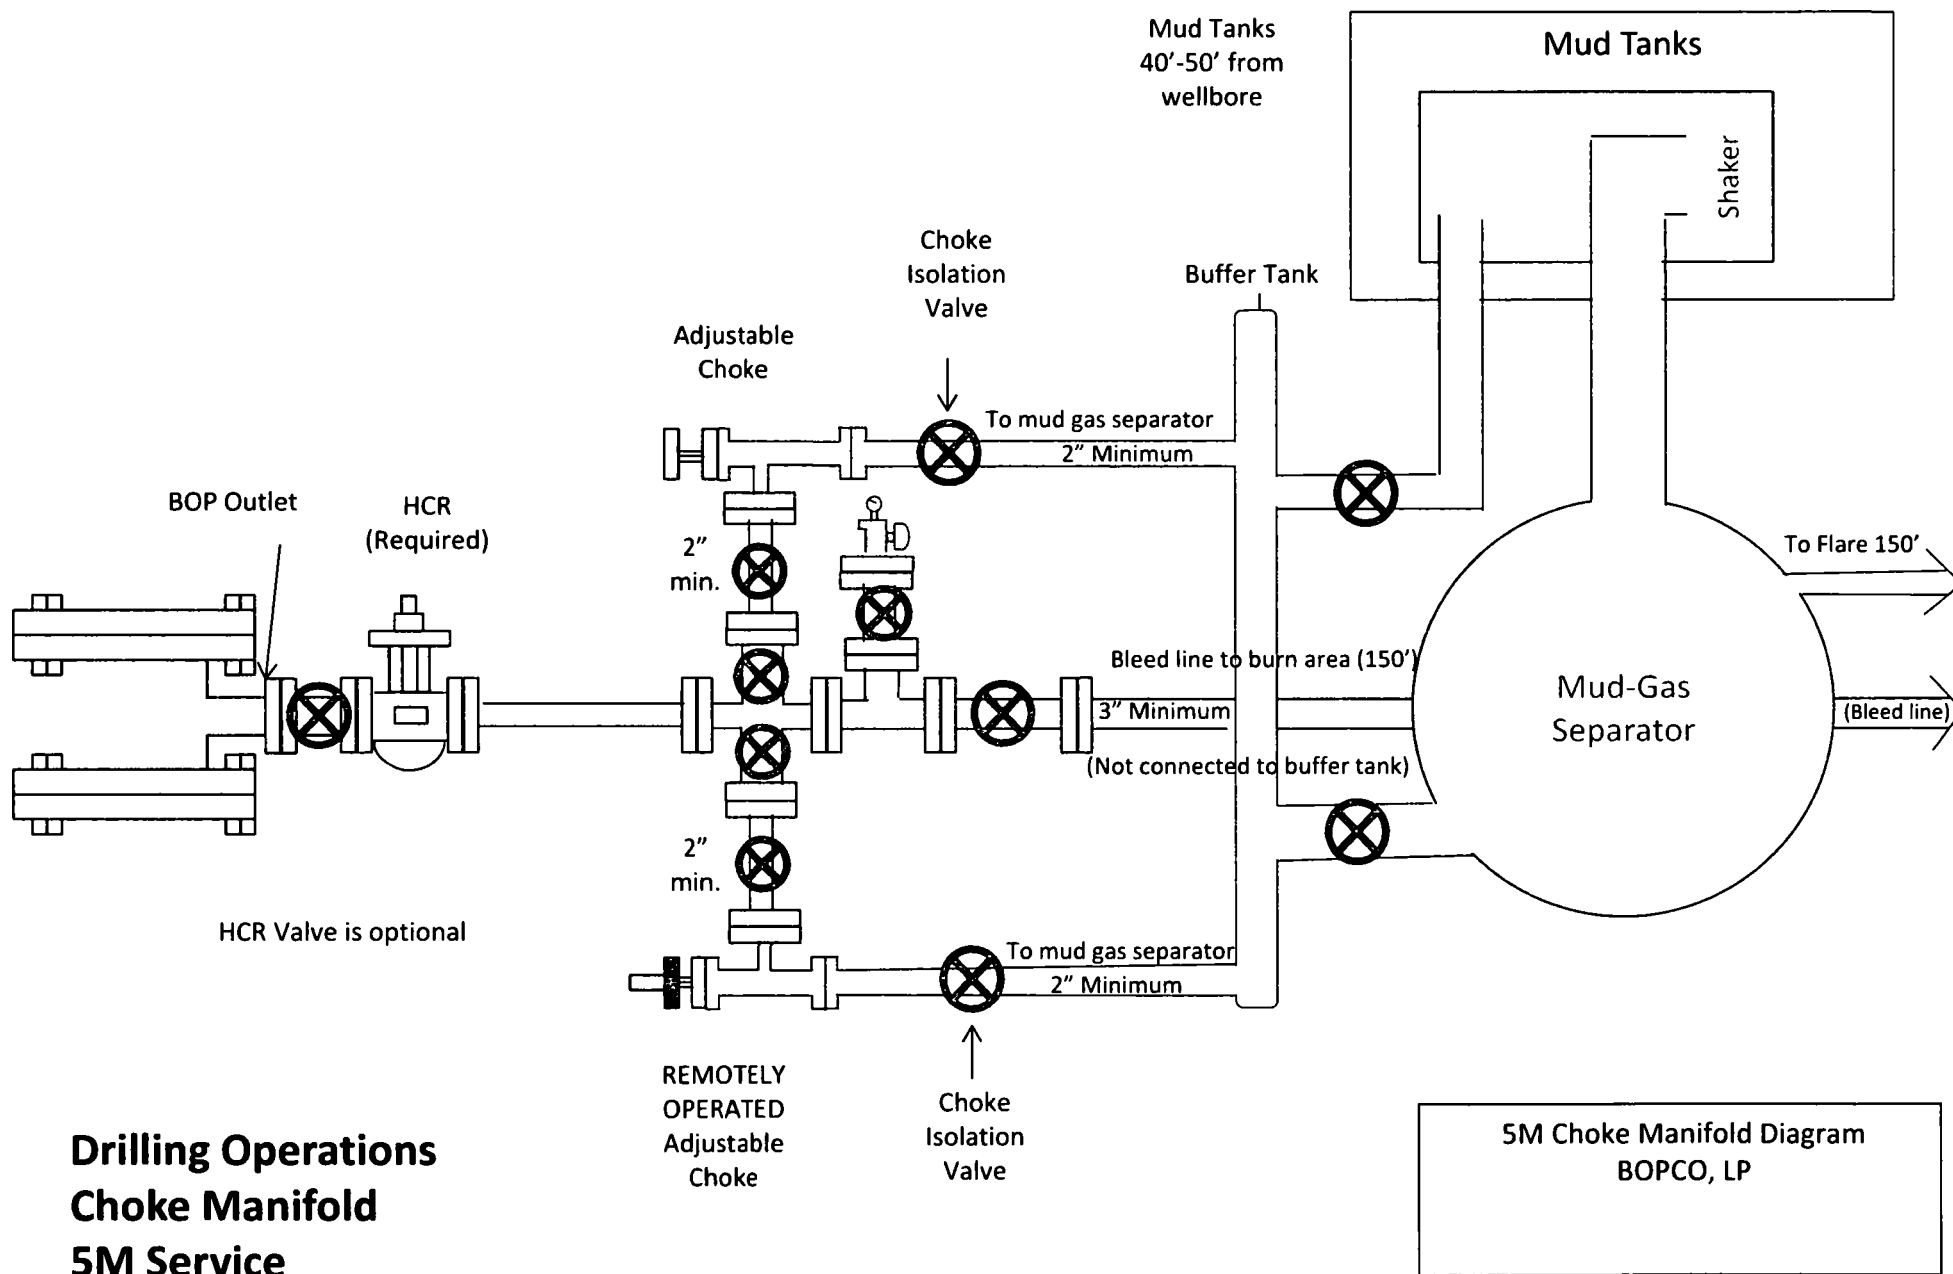 Mud Tanks
40'-50' from
wellbore
Mud Tanks
Shaker
Choke
Isolation
Valve
Buffer Tank
Adjustable
Choke
To mud gas separator
2" Minimum
BOP Outlet
HCR
(Required)
2"
min.
To Flare 150'
Bleed line to burn area (150')
3" Minimum
(Not connected to buffer tank)
Mud-Gas
Separator
(Bleed line)
2"
min.
HCR Valve is optional
To mud gas separator
2" Minimum
REMOTELY
OPERATED
Adjustable
Choke
Choke
Isolation
Valve
Drilling Operations
Choke Manifold
5M Service
5M Choke Manifold Diagram
BOPCO, LP